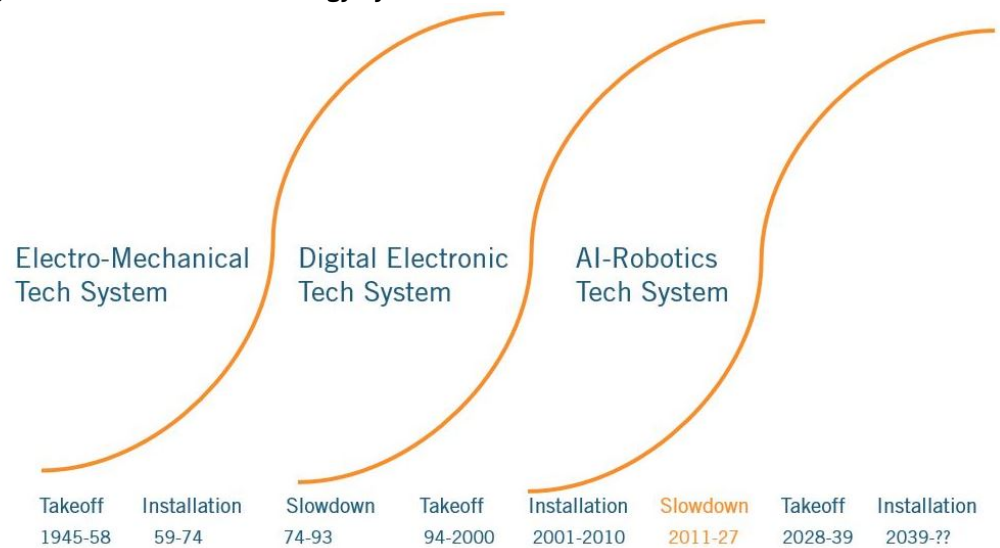 Electro-Mechanical
Tech System
Digital Electronic
Tech System
AI-Robotics
Tech System
Takeoff Installation Slowdown Takeoff Installation Slowdown Takeoff Installation
1945-58 59-74 74-93 94-2000 2001-2010 2011-27 2028-39 2039-??